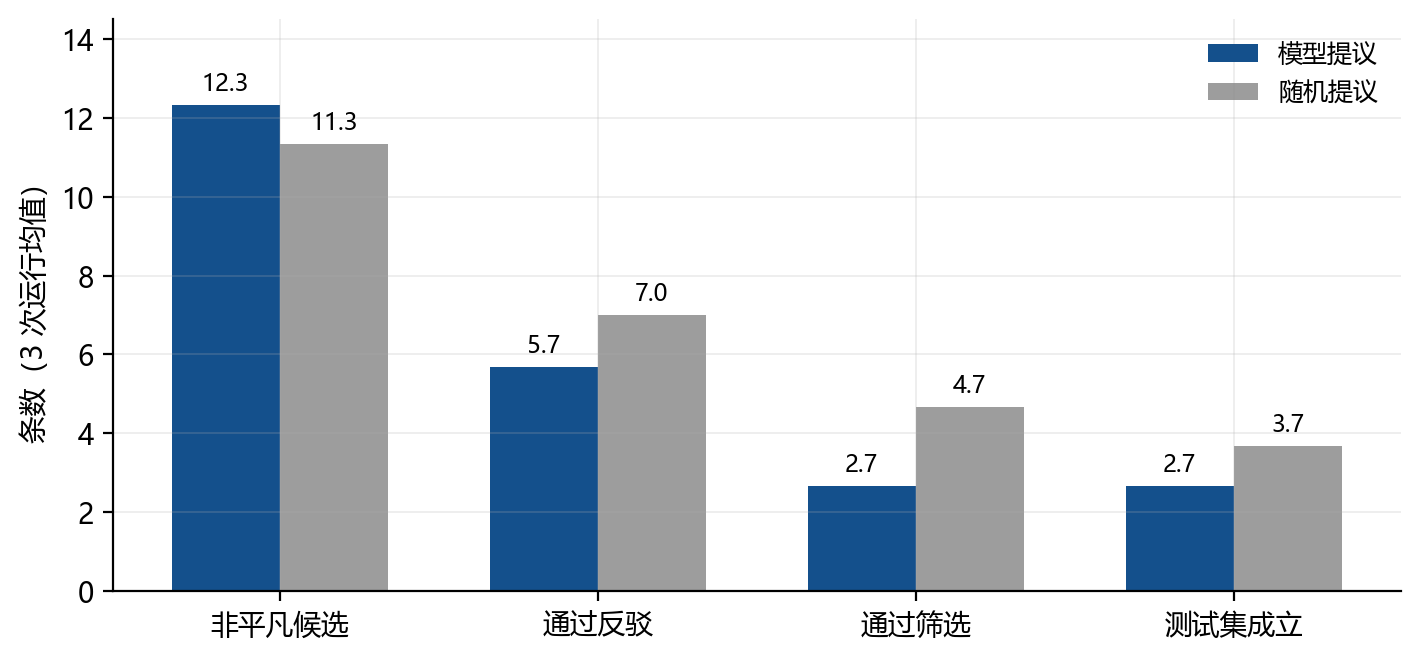 条数（3 次运行均值）
14
12
10
8
6
4
2
0
模型提议
随机提议
12.3
11.3
5.7
7.0
2.7
4.7
2.7
3.7
非平凡候选
通过反驳
通过筛选
测试集成立